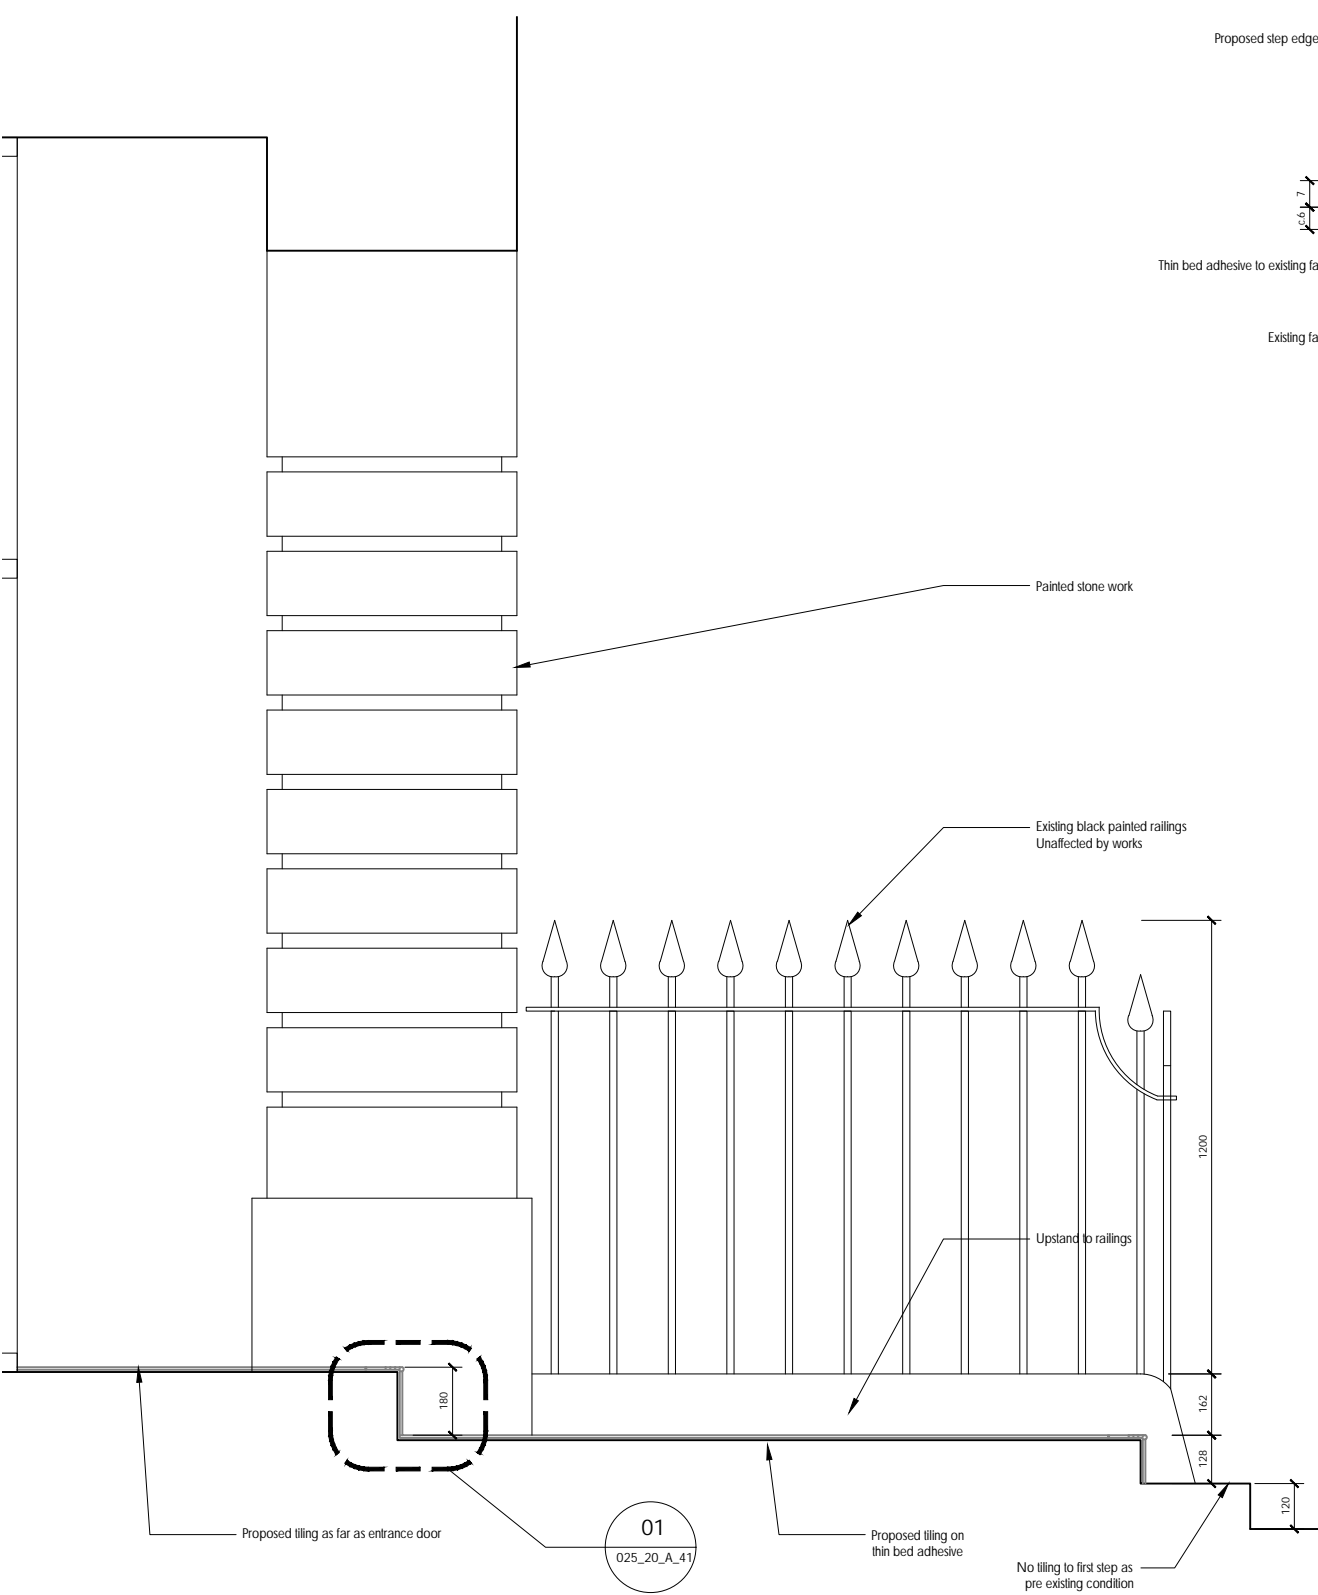 Proposed step edge
7
c.6
Thin bed adhesive to existing fa
Existing fa
Painted stone work
Existing black painted railings
Unaffected by works
1200
Upstand to railings
180
162
128
120
Proposed tiling as far as entrance door
01
025_20_A_41
Proposed tiling on
thin bed adhesive
No tiling to first step as
pre existing condition